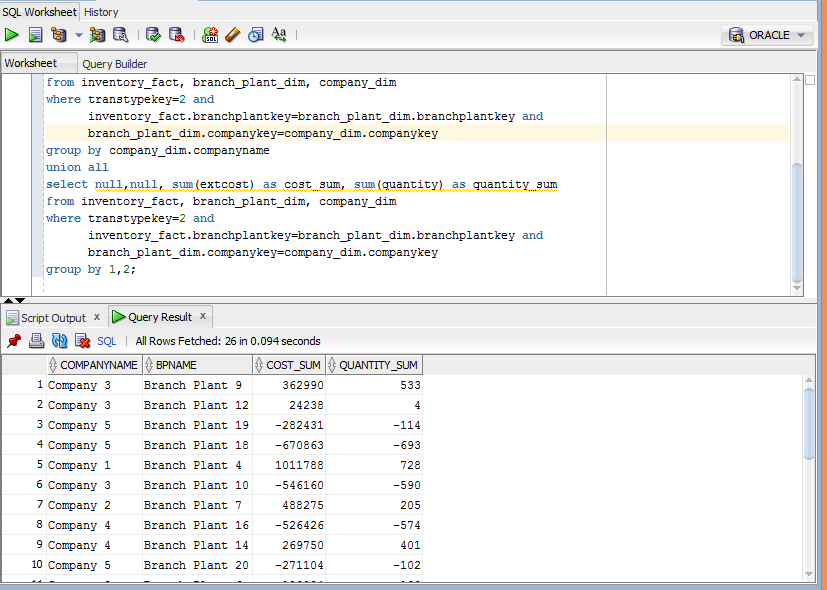 SQL Worksheet History
SQL Aa ORACLE
Worksheet Query Builder
from inventory_fact, branch_plant_dim, company_dim
where transtypekey=2 and
inventory_fact.branchplantkey=branch_plant_dim.branchplantkey and
branch_plant_dim.companykey=company_dim.companykey
group by company_dim.companyname
union all
select null,null, sum(extcost) as cost_sum, sum(quantity) as quantity_sum
from inventory_fact, branch_plant_dim, company_dim
where transtypekey=2 and
inventory_fact.branchplantkey=branch_plant_dim.branchplantkey and
branch_plant_dim.companykey=company_dim.companykey
group by 1,2;
Script Output x Query Result x
SQL | All Rows Fetched: 26 in 0.094 seconds
COMPANYNAME BPNAME COST_SUM QUANTITY_SUM
1 Company 3 Branch Plant 9 362990 533
2 Company 3 Branch Plant 12 24238 4
3 Company 5 Branch Plant 19 -282431 -114
4 Company 5 Branch Plant 18 -670863 -693
5 Company 1 Branch Plant 4 1011788 728
6 Company 3 Branch Plant 10 -546160 -590
7 Company 2 Branch Plant 7 488275 205
8 Company 4 Branch Plant 16 -526426 -574
9 Company 4 Branch Plant 14 269750 401
10 Company 5 Branch Plant 20 -271104 -102